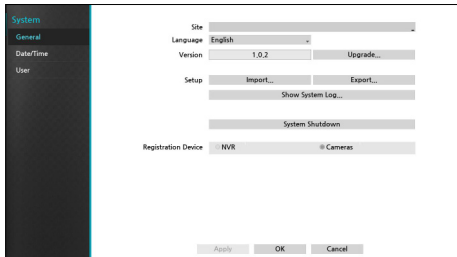 System
General
Date/Time
User
Site
Language English
Version 1.0.2 Upgrade...
Setup Import... Export...
Show System Log...
System Shutdown
Registration Device NVR Cameras
Apply OK Cancel